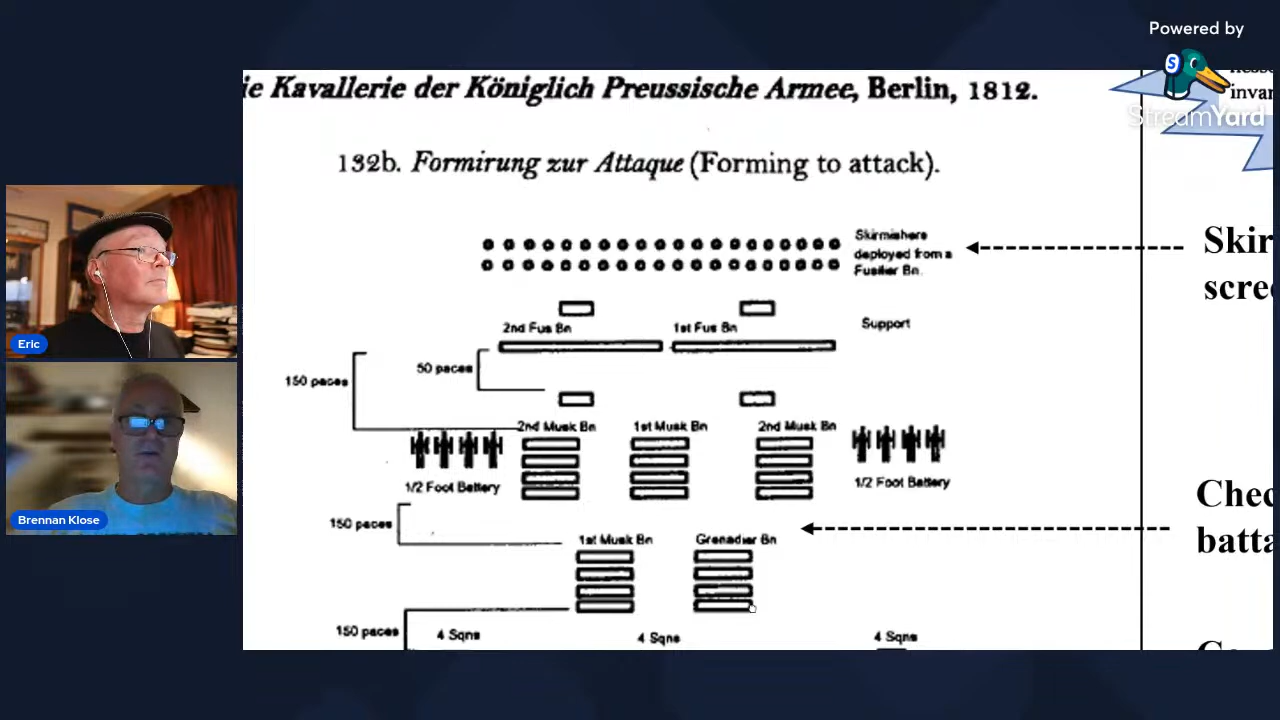 Powered by
StreamYard
ie Kavallerie der Königlich Preussische Armee, Berlin, 1812.
invar
132b. Formirung zur Attaque (Forming to attack).
Skirmishers
deployed from a
Fusilier Bn.
Skir
scree
2nd Fus Bn
1st Fus Bn
Support
150 paces
50 paces
2nd Musk Bn
1st Musk Bn
2nd Musk Bn
1/2 Foot Battery
1/2 Foot Battery
Chec
batta
150 paces
1st Musk Bn
Grenadier Bn
150 paces
4 Sqns
4 Sqns
4 Sqns
Eric
Brennan Klose